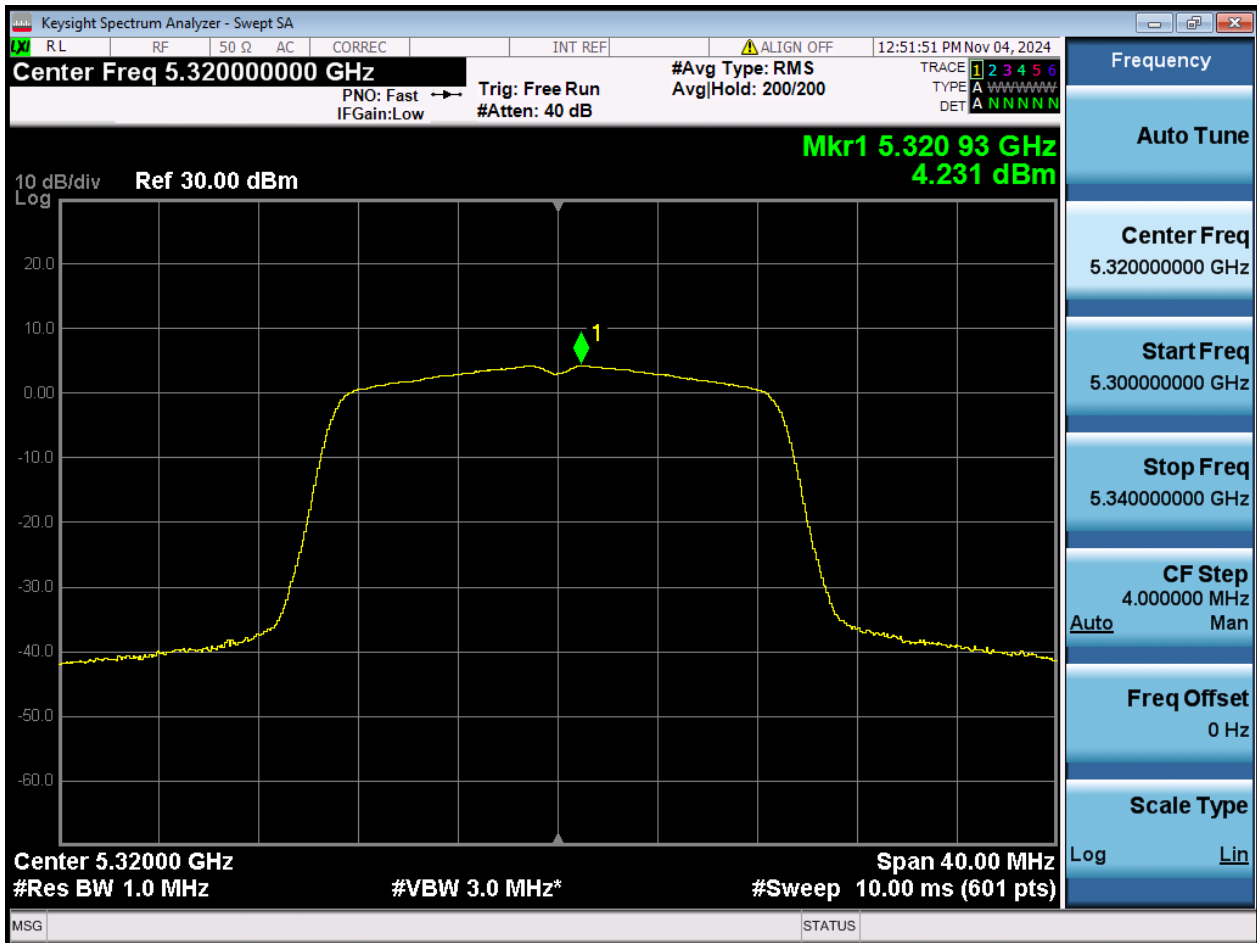 Keysight Spectrum Analyzer - Swept SA
LXI RL RF 50 Ω AC CORREC INT REF ALIGN OFF 12:51:51 PM Nov 04, 2024
Center Freq 5.320000000 GHz
PNO: Fast
IFGain:Low
Trig: Free Run
#Atten: 40 dB
#Avg Type: RMS
Avg|Hold: 200/200
TRACE 1 2 3 4 5 6
TYPE A WWWWW
DET A N N N N N
Mkr1 5.320 93 GHz
4.231 dBm
10 dB/div Ref 30.00 dBm
Log
20.0
10.0
1
0.00
-10.0
-20.0
-30.0
-40.0
-50.0
-60.0
Center 5.32000 GHz Span 40.00 MHz
#Res BW 1.0 MHz #VBW 3.0 MHz* #Sweep 10.00 ms (601 pts)
MSG STATUS
Frequency
Auto Tune
Center Freq
5.320000000 GHz
Start Freq
5.300000000 GHz
Stop Freq
5.340000000 GHz
CF Step
4.000000 MHz
Auto Man
Freq Offset
0 Hz
Scale Type
Log Lin